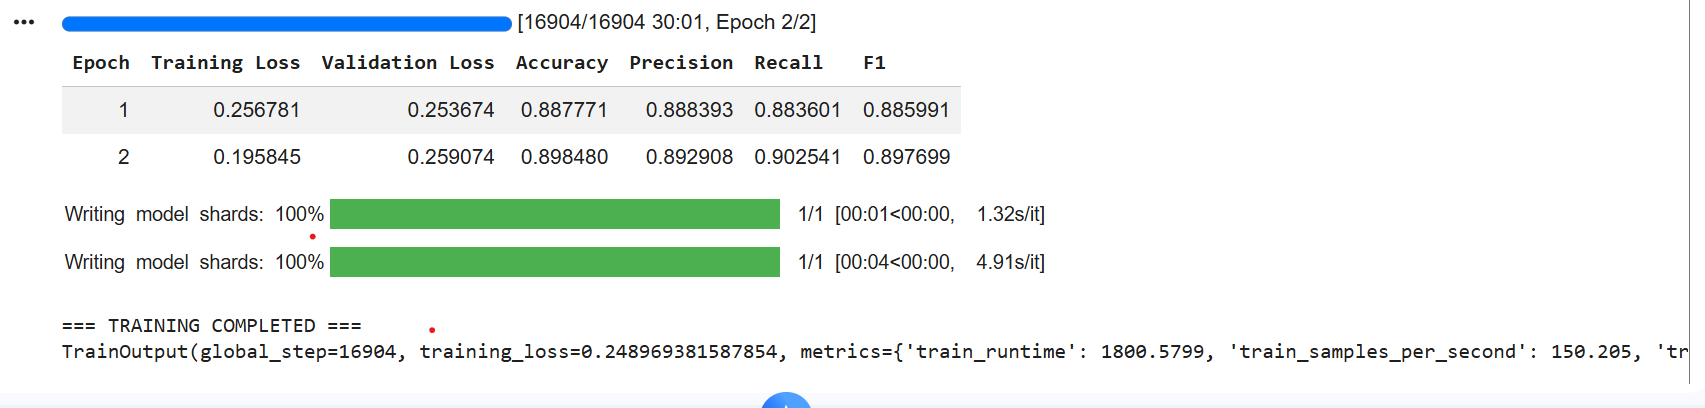 [16904/16904 30:01, Epoch 2/2]
Epoch Training Loss Validation Loss Accuracy Precision Recall F1
1 0.256781 0.253674 0.887771 0.888393 0.883601 0.885991
2 0.195845 0.259074 0.898480 0.892908 0.902541 0.897699
Writing model shards: 100% 1/1 [00:01<00:00, 1.32s/it]
Writing model shards: 100% 1/1 [00:04<00:00, 4.91s/it]
=== TRAINING COMPLETED ===
TrainOutput(global_step=16904, training_loss=0.248969381587854, metrics={'train_runtime': 1800.5799, 'train_samples_per_second': 150.205, 'tr